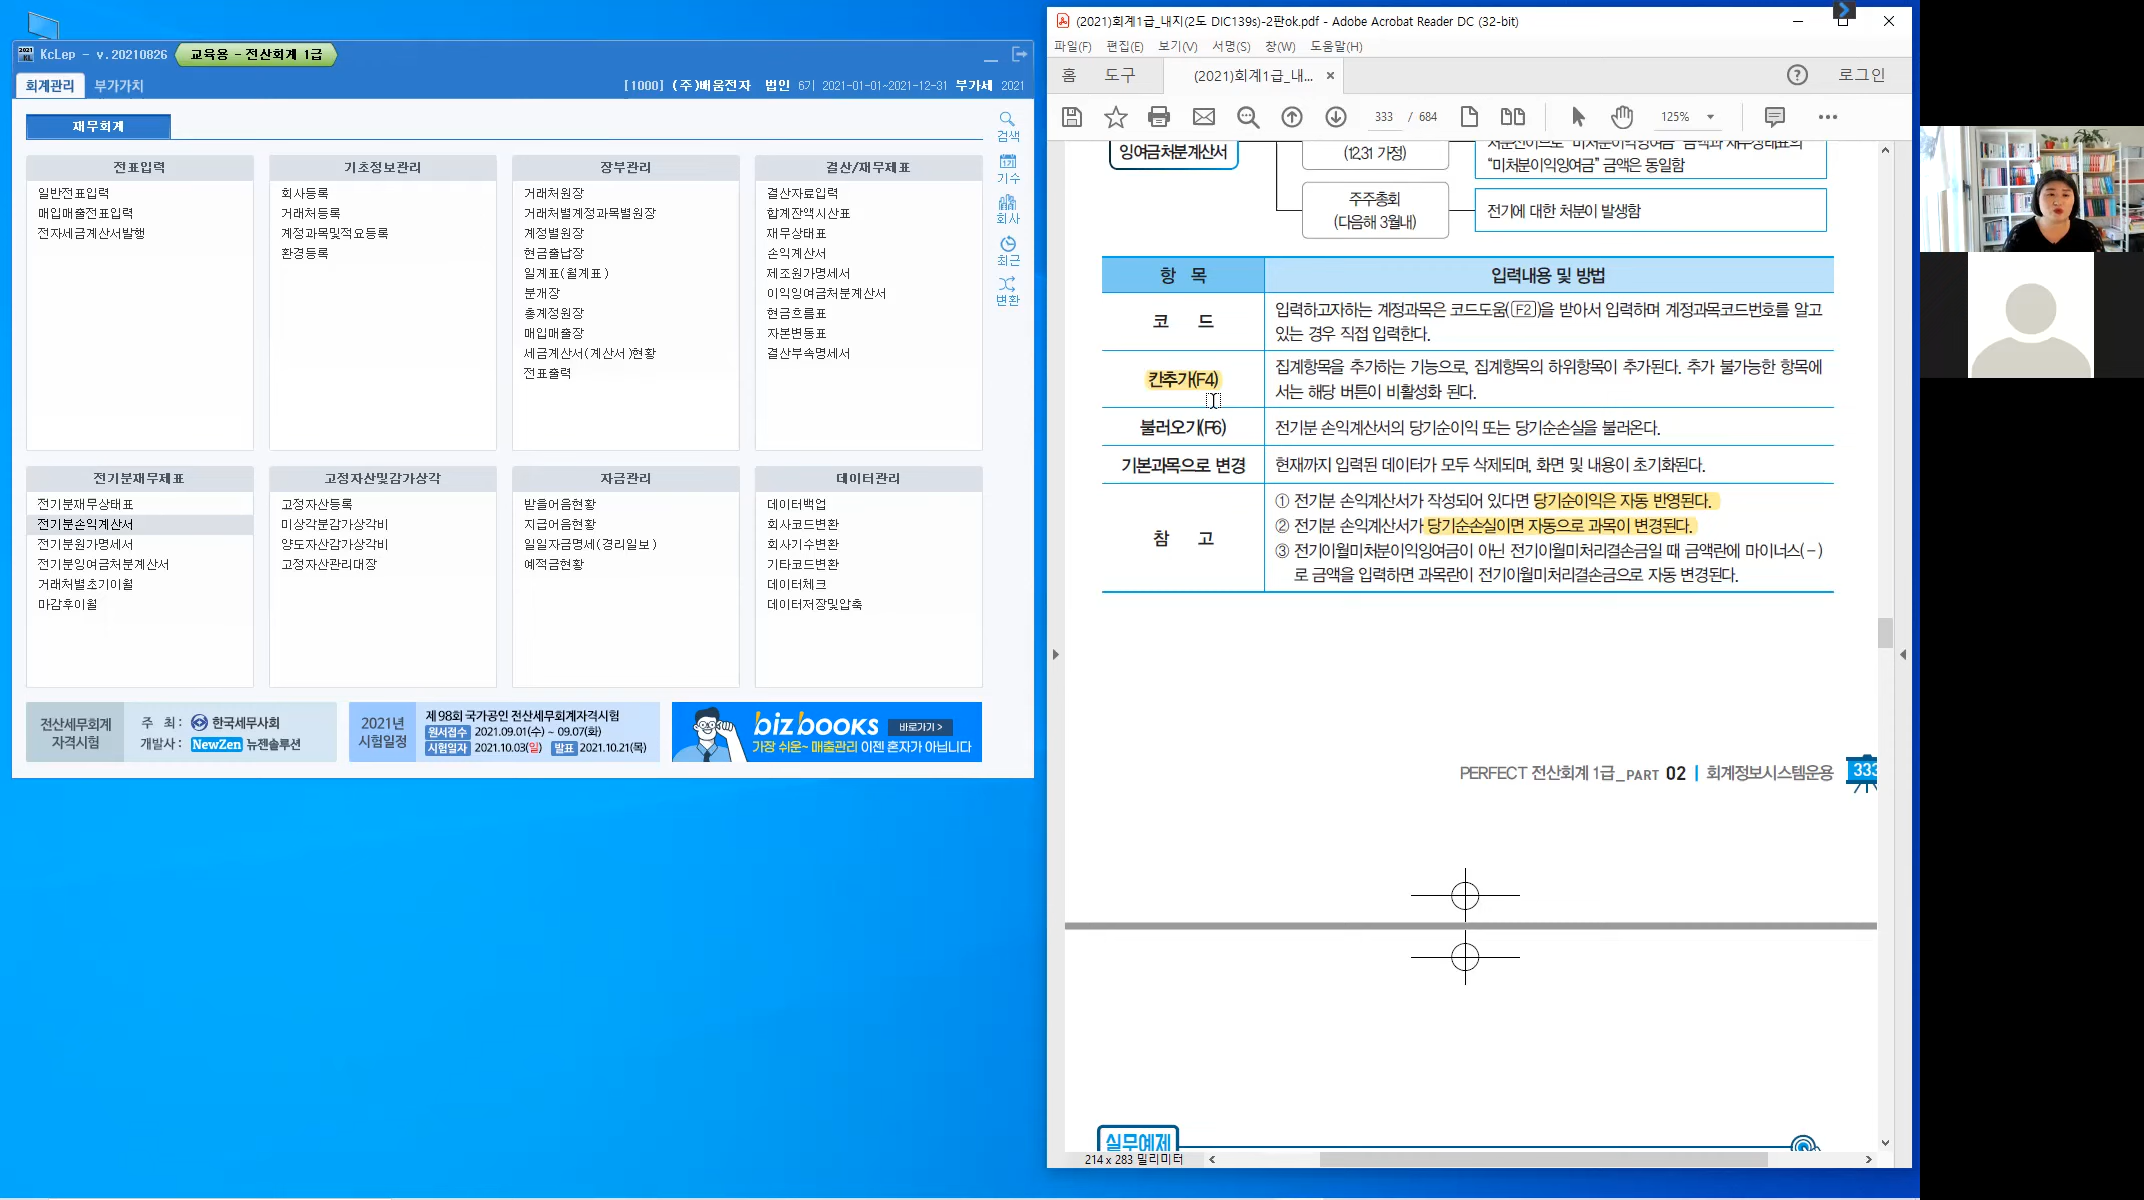 KcLep - v.20210826
교육용 - 전산회계 1급
회계관리
부가가치
[1000] (주)배움전자 법인 6기 2021-01-01~2021-12-31 부가세 2021
재무회계
검색
기수
회사
최근
변환
전표입력
일반전표입력
매입매출전표입력
전자세금계산서발행
기초정보관리
회사등록
거래처등록
계정과목및적요등록
환경등록
장부관리
거래처원장
거래처별계정과목별원장
계정별원장
현금출납장
일계표(월계표)
분개장
총계정원장
매입매출장
세금계산서(계산서)현황
전표출력
결산/재무제표
결산자료입력
합계잔액시산표
재무상태표
손익계산서
제조원가명세서
이익잉여금처분계산서
현금흐름표
자본변동표
결산부속명세서
전기분재무제표
전기분재무상태표
전기분손익계산서
전기분원가명세서
전기분잉여금처분계산서
거래처별초기이월
마감후이월
고정자산및감가상각
고정자산등록
미상각분감가상각비
양도자산감가상각비
고정자산관리대장
자금관리
받을어음현황
지급어음현황
일일자금명세(경리일보)
예적금현황
데이터관리
데이터백업
회사코드변환
회사기수변환
기타코드변환
데이터체크
데이터저장및압축
전산세무회계
자격시험
주 최 : 한국세무사회
개발사 : NewZen 뉴젠솔루션
2021년
시험일정
제98회 국가공인 전산세무회계자격시험
원서접수 2021.09.01(수) ~ 09.07(화)
시험일자 2021.10.03(일) 발표 2021.10.21(목)
bizbooks 바로가기 >
가장 쉬운~ 매출관리 이젠 혼자가 아닙니다
(2021)회계1급_내지(2도 DIC139s)-2판ok.pdf - Adobe Acrobat Reader DC (32-bit)
파일(F) 편집(E) 보기(V) 서명(S) 창(W) 도움말(H)
홈 도구 (2021)회계1급_내... × 로그인
333 / 684 125%
잉여금처분계산서
(12.31 가정)
처분전이므로 “미처분이익잉여금” 금액과 재무상태표의
“미처분이익잉여금” 금액은 동일함
주주총회
(다음해 3월내)
전기에 대한 처분이 발생함
항 목 입력내용 및 방법
코 드
입력하고자하는 계정과목은 코드도움(F2)을 받아서 입력하며 계정과목코드번호를 알고
있는 경우 직접 입력한다.
칸추가(F4)
집계항목을 추가하는 기능으로, 집계항목의 하위항목이 추가된다. 추가 불가능한 항목에
서는 해당 버튼이 비활성화 된다.
불러오기(F6) 전기분 손익계산서의 당기순이익 또는 당기순손실을 불러온다.
기본과목으로 변경 현재까지 입력된 데이터가 모두 삭제되며, 화면 및 내용이 초기화된다.
참 고
① 전기분 손익계산서가 작성되어 있다면 당기순이익은 자동 반영된다.
② 전기분 손익계산서가 당기순손실이면 자동으로 과목이 변경된다.
③ 전기이월미처분이익잉여금이 아닌 전기이월미처리결손금일 때 금액란에 마이너스(-)
로 금액을 입력하면 과목란이 전기이월미처리결손금으로 자동 변경된다.
PERFECT 전산회계 1급_PART 02 | 회계정보시스템운용 333
실무예제
214 x 283 밀리미터